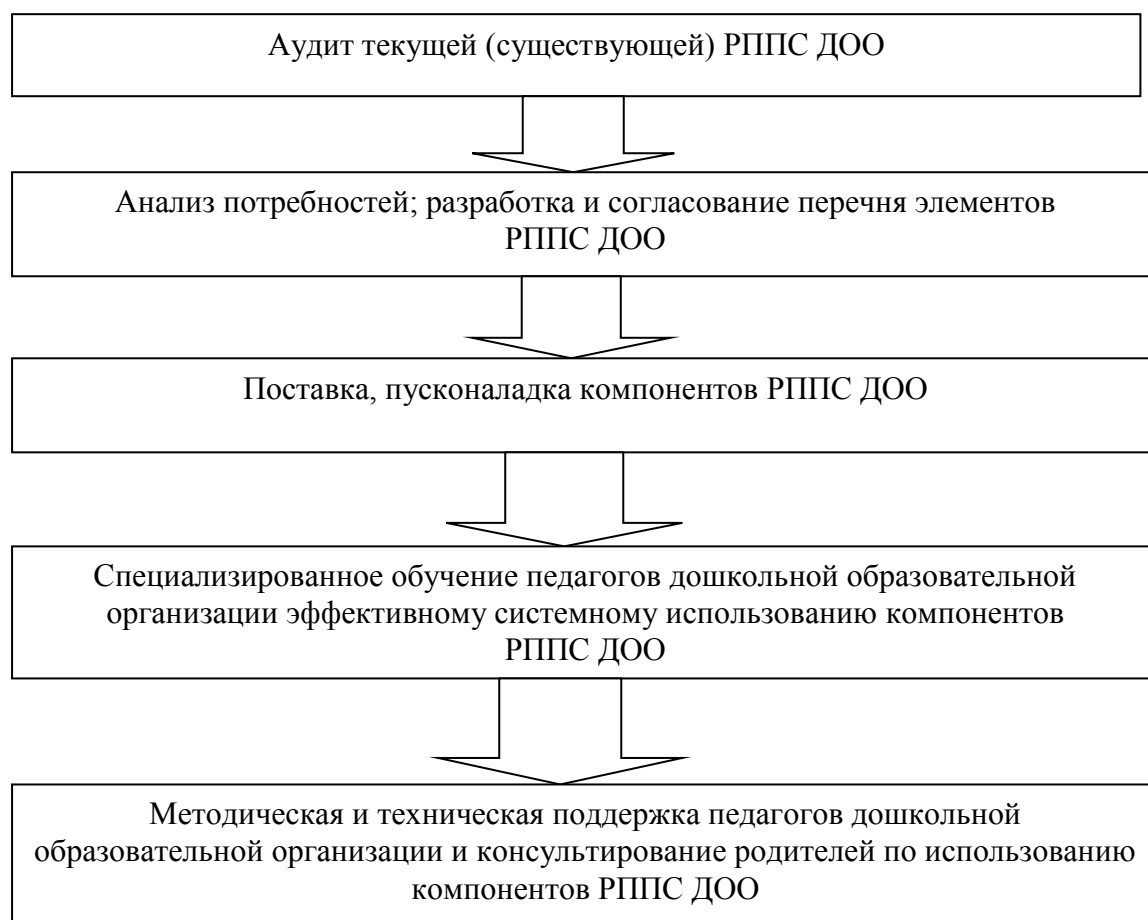 Аудит текущей (существующей) РППС ДОО
Анализ потребностей; разработка и согласование перечня элементов
РППС ДОО
Поставка, пусконаладка компонентов РППС ДОО
Специализированное обучение педагогов дошкольной образовательной
организации эффективному системному использованию компонентов
РППС ДОО
Методическая и техническая поддержка педагогов дошкольной
образовательной организации и консультирование родителей по использованию
компонентов РППС ДОО